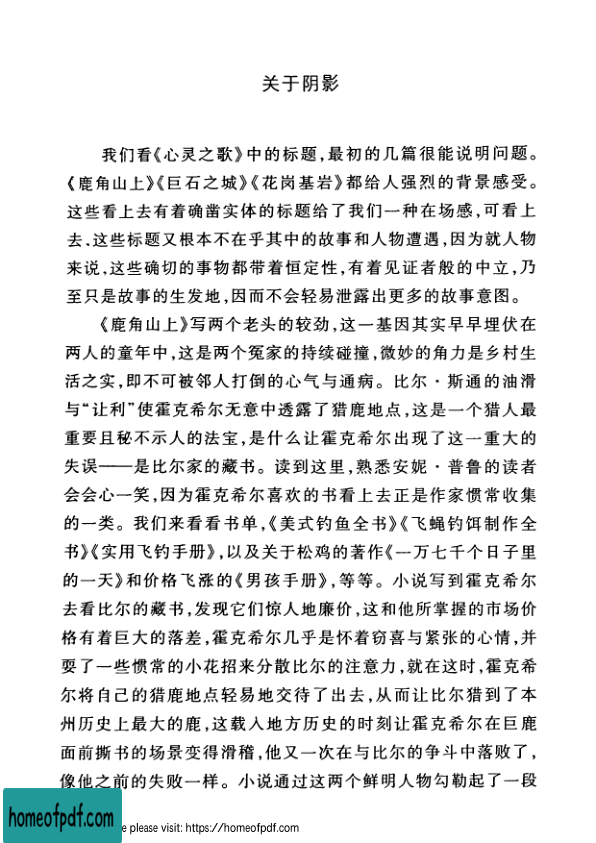 关于阴影
我们看《心灵之歌》中的标题,最初的几篇很能说明问题。
《鹿角山上》《巨石之城》《花岗基岩》都给人强烈的背景感受。
这些看上去有着确凿实体的标题给了我们一种在场感,可看上
去,这些标题又根本不在乎其中的故事和人物遭遇,因为就人物
来说,这些确切的事物都带着恒定性,有着见证者般的中立,乃
至只是故事的生发地,因而不会轻易泄露出更多的故事意图。
《鹿角山上》写两个老头的较劲,这一基因其实早早埋伏在
两人的童年中,这是两个冤家的持续碰撞,微妙的角力是乡村生
活之实,即不可被邻人打倒的心气与通病。比尔·斯通的油滑
与“让利”使霍克希尔无意中透露了猎鹿地点,这是一个猎人最
重要且秘不示人的法宝,是什么让霍克希尔出现了这一重大的
失误——是比尔家的藏书。读到这里,熟悉安妮·普鲁的读者
会会心一笑,因为霍克希尔喜欢的书看上去正是作家惯常收集
的一类。我们来看看书单,《美式钓鱼全书》《飞蝇钓饵制作全
书》《实用飞钓手册》,以及关于松鸡的著作《一万七千个日子里
的一天》和价格飞涨的《男孩手册》,等等。小说写到霍克希尔
去看比尔的藏书,发现它们惊人地廉价,这和他所掌握的市场价
格有着巨大的落差,霍克希尔几乎是怀着窃喜与紧张的心情,并
耍了一些惯常的小花招来分散比尔的注意力,就在这时,霍克希
尔将自己的猎鹿地点轻易地交待了出去,从而让比尔猎到了本
州历史上最大的鹿,这载入地方历史的时刻让霍克希尔在巨鹿
面前撕书的场景变得滑稽,他又一次在与比尔的争斗中落败了,
像他之前的失败一样。小说通过这两个鲜明人物勾勒起了一段
homeofpdf.com
e please visit: https://homeofpdf.com